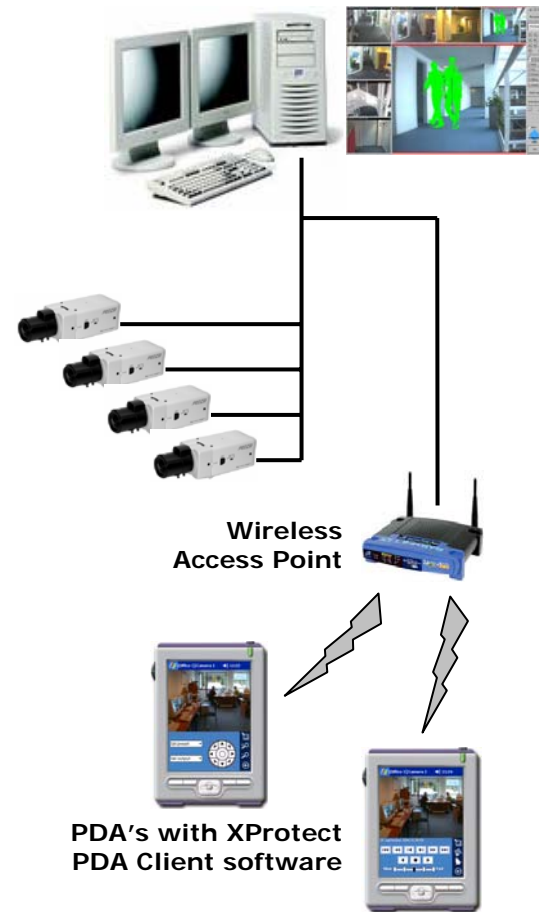 Wireless
Access Point
PDA's with XProtect
PDA Client software